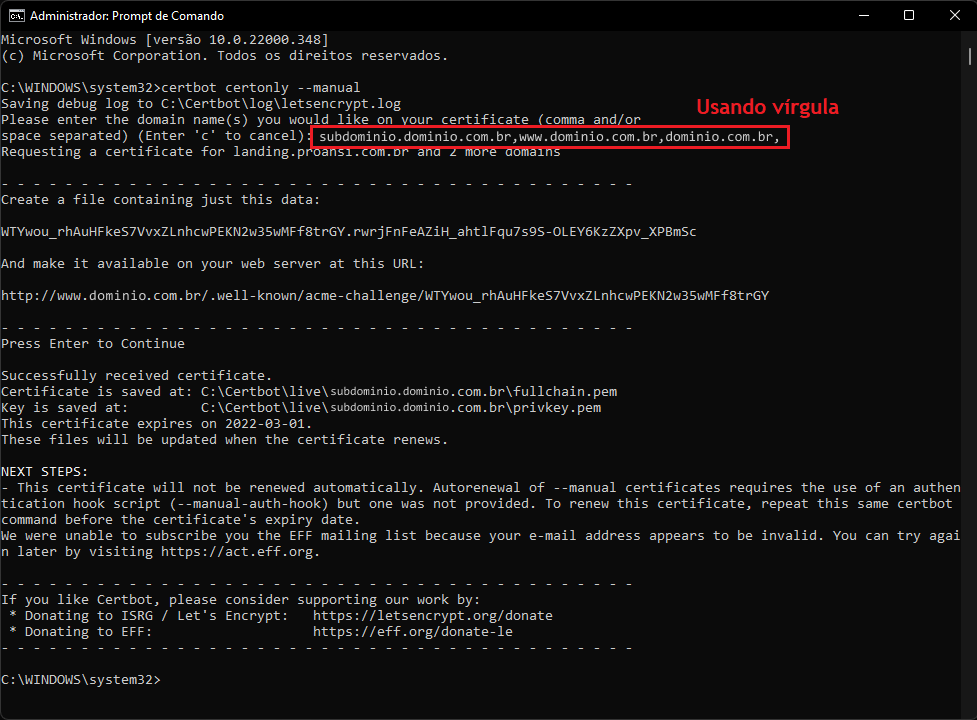 Administrador: Prompt de Comando
Microsoft Windows [versão 10.0.22000.348]
(c) Microsoft Corporation. Todos os direitos reservados.
C:\WINDOWS\system32>certbot certonly --manual
Saving debug log to C:\Certbot\log\letsencrypt.log
Usando vírgula
Please enter the domain name(s) you would like on your certificate (comma and/or
space separated) (Enter 'c' to cancel): subdominio.dominio.com.br,www.dominio.com.br,dominio.com.br,
Requesting a certificate for landing.proansi.com.br and 2 more domains
- - - - - - - - - - - - - - - - - - - - - - - - - - - - - - - - - - - - - - - -
Create a file containing just this data:
WTYwou_rhAuHFkeS7VvxZLnhcwPEKN2w35wMFf8trGY.rwrjFnFeAZiH_ahtlFqu7s9S-OLEY6KzZXpv_XPBmSc
And make it available on your web server at this URL:
http://www.dominio.com.br/.well-known/acme-challenge/WTYwou_rhAuHFkeS7VvxZLnhcwPEKN2w35wMFf8trGY
- - - - - - - - - - - - - - - - - - - - - - - - - - - - - - - - - - - - - - - -
Press Enter to Continue
Successfully received certificate.
Certificate is saved at: C:\Certbot\live\subdominio.dominio.com.br\fullchain.pem
Key is saved at:         C:\Certbot\live\subdominio.dominio.com.br\privkey.pem
This certificate expires on 2022-03-01.
These files will be updated when the certificate renews.
NEXT STEPS:
- This certificate will not be renewed automatically. Autorenewal of --manual certificates requires the use of an authen
tication hook script (--manual-auth-hook) but one was not provided. To renew this certificate, repeat this same certbot
command before the certificate's expiry date.
We were unable to subscribe you the EFF mailing list because your e-mail address appears to be invalid. You can try agai
n later by visiting https://act.eff.org.
- - - - - - - - - - - - - - - - - - - - - - - - - - - - - - - - - - - - - - - -
If you like Certbot, please consider supporting our work by:
 * Donating to ISRG / Let's Encrypt:   https://letsencrypt.org/donate
 * Donating to EFF:                    https://eff.org/donate-le
- - - - - - - - - - - - - - - - - - - - - - - - - - - - - - - - - - - - - - - -
C:\WINDOWS\system32>